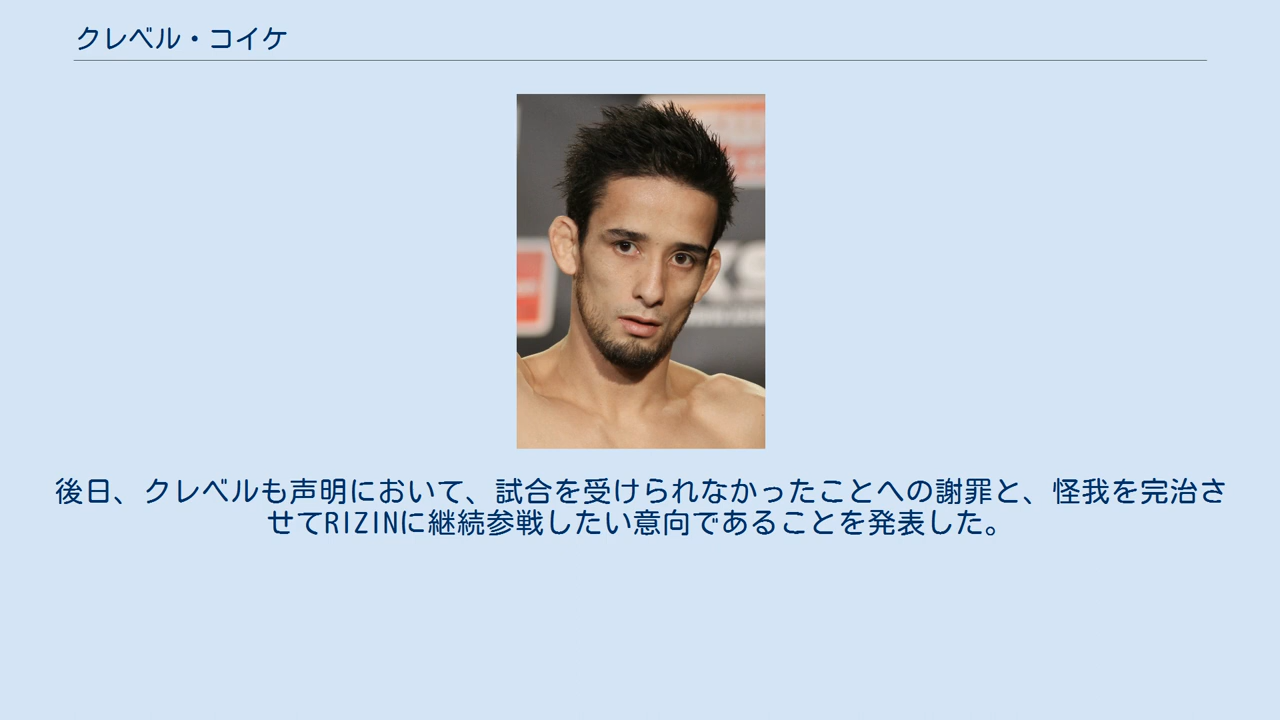 クレベル・コイケ
後日、クレベルも声明において、試合を受けられなかったことへの謝罪と、怪我を完治さ
せてRIZINに継続参戦したい意向であることを発表した。